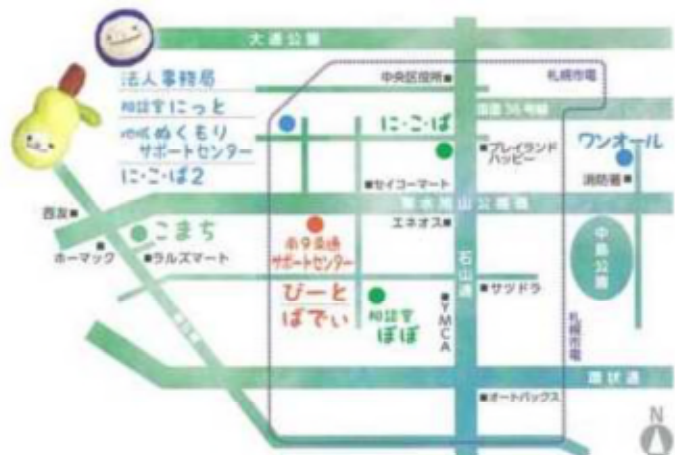 大通公園
法人事務局
中央区役所
札幌市電
相談室にっと
国道36号線
に・こ・ぱ
地域ぬくもり
サポートセンター
プレイランド
ハッピー
ワンオール
に・こ・ぱ2
セイコーマート
消防署
西友
こまち
エネオス
ホーマック
ラルズマート
南9条通
サポートセンター
石山通
中島公園
びーと
ばでぃ
相談室
ぽぽ
YMCA
サツドラ
札幌市電
環状通
オートバックス
N